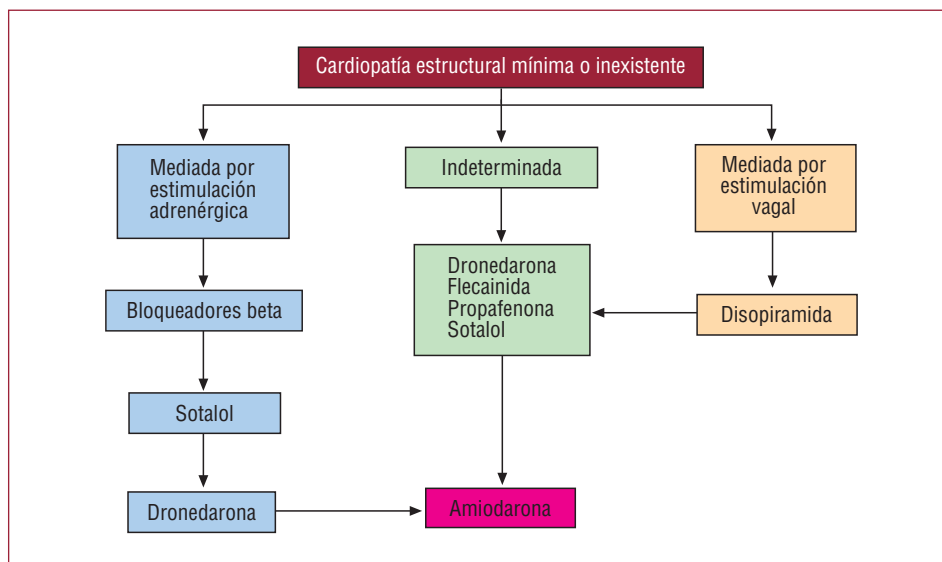 Cardiopatía estructural mínima o inexistente
Mediada por
estimulación
adrenérgica
Indeterminada
Mediada por
estimulación
vagal
Bloqueadores beta
Dronedarona
Flecainida
Propafenona
Sotalol
Disopiramida
Sotalol
Dronedarona
Amiodarona